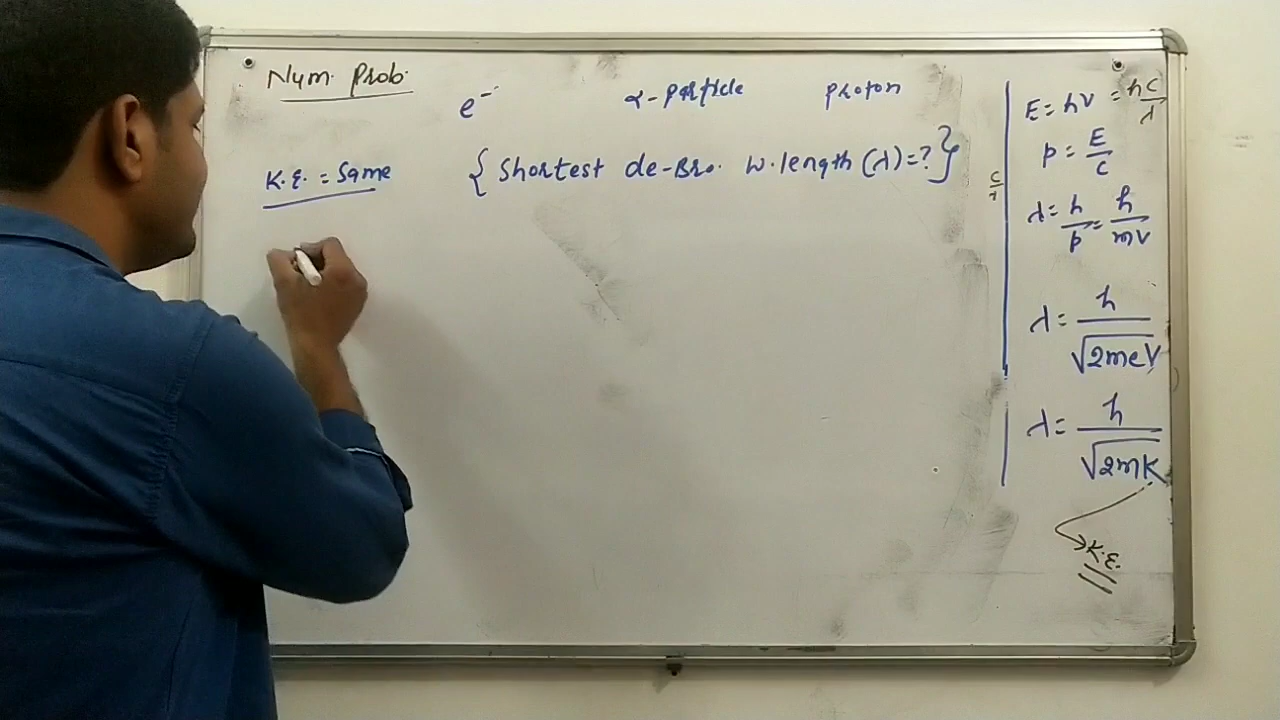 Num. Prob.
e⁻ α-particle proton
K.E. = Same { Shortest de-Bro. w.length (λ)=? }
E = hν = hc/λ
p = E/c
c/λ
λ = h/p = h/mv
λ = h/√2meV
λ = h/√2mK
K.E.